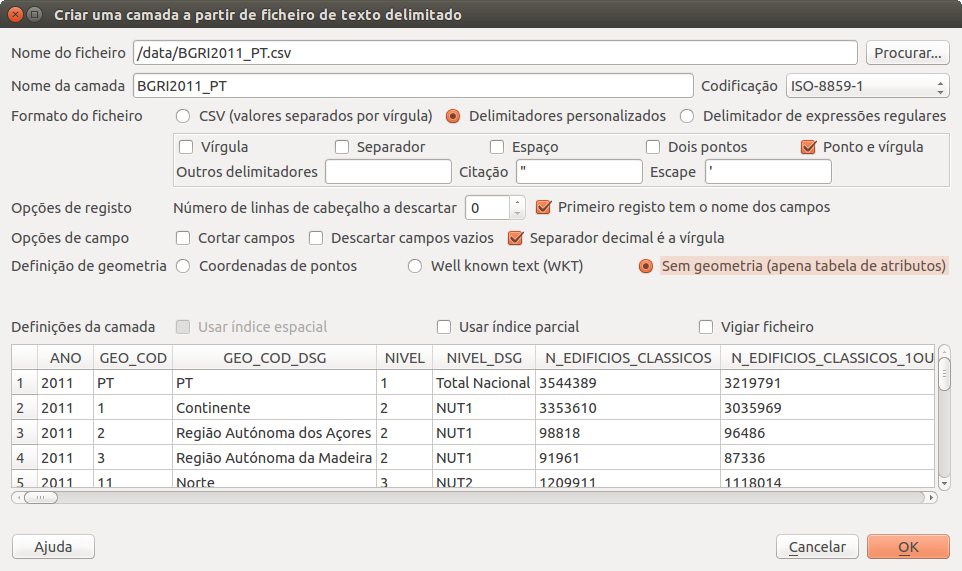 Criar uma camada a partir de ficheiro de texto delimitado
Nome do ficheiro /data/BGRI2011_PT.csv Procurar...
Nome da camada BGRI2011_PT Codificação ISO-8859-1
Formato do ficheiro CSV (valores separados por vírgula) Delimitadores personalizados Delimitador de expressões regulares
Vírgula Separador Espaço Dois pontos Ponto e vírgula
Outros delimitadores Citação " Escape '
Opções de registo Número de linhas de cabeçalho a descartar 0 Primeiro registo tem o nome dos campos
Opções de campo Cortar campos Descartar campos vazios Separador decimal é a vírgula
Definição de geometria Coordenadas de pontos Well known text (WKT) Sem geometria (apena tabela de atributos)
Definições da camada Usar índice espacial Usar índice parcial Vigiar ficheiro
ANO GEO_COD GEO_COD_DSG NIVEL NIVEL_DSG N_EDIFICIOS_CLASSICOS N_EDIFICIOS_CLASSICOS_1OU
1 2011 PT PT 1 Total Nacional 3544389 3219791
2 2011 1 Continente 2 NUT1 3353610 3035969
3 2011 2 Região Autónoma dos Açores 2 NUT1 98818 96486
4 2011 3 Região Autónoma da Madeira 2 NUT1 91961 87336
5 2011 11 Norte 3 NUT2 1209911 1118014
Ajuda Cancelar OK